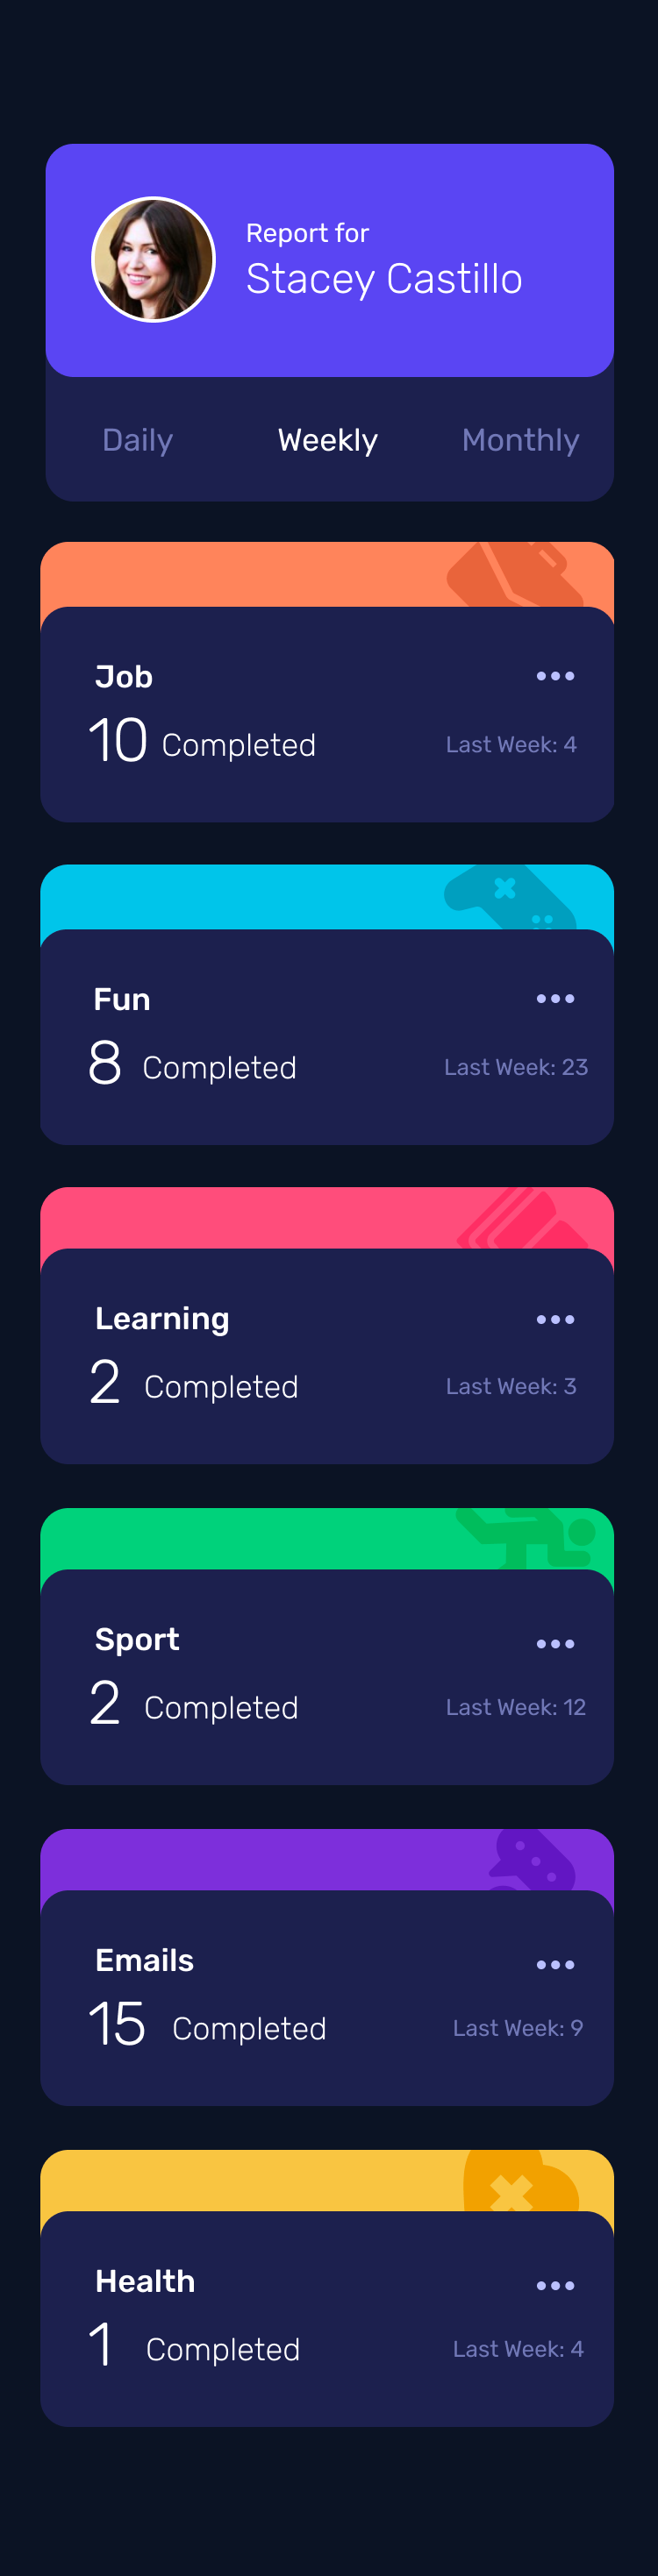 Report for
Stacey Castillo
Daily Weekly Monthly
Job
10 Completed Last Week: 4
Fun
8 Completed Last Week: 23
Learning
2 Completed Last Week: 3
Sport
2 Completed Last Week: 12
Emails
15 Completed Last Week: 9
Health
1 Completed Last Week: 4